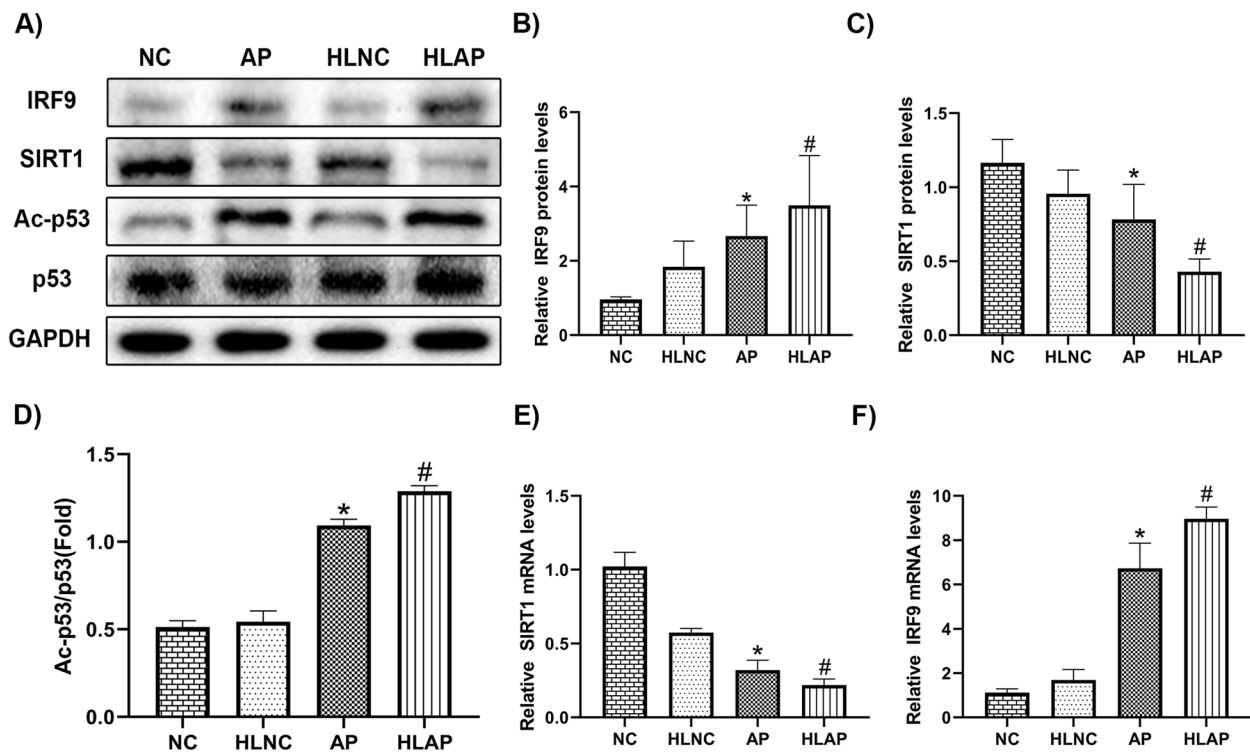 A)
NC AP HLNC HLAP
IRF9
SIRT1
Ac-p53
p53
GAPDH
B)
Relative IRF9 protein levels
6
4
2
0
*
#
NC HLNC AP HLAP
C)
Relative SIRT1 protein levels
1.5
1.0
0.5
0.0
*
#
NC HLNC AP HLAP
D)
Ac-p53/p53(Fold)
1.5
1.0
0.5
0.0
*
#
NC HLNC AP HLAP
E)
Relative SIRT1 mRNA levels
1.5
1.0
0.5
0.0
*
#
NC HLNC AP HLAP
F)
Relative IRF9 mRNA levels
10
8
6
4
2
0
*
#
NC HLNC AP HLAP